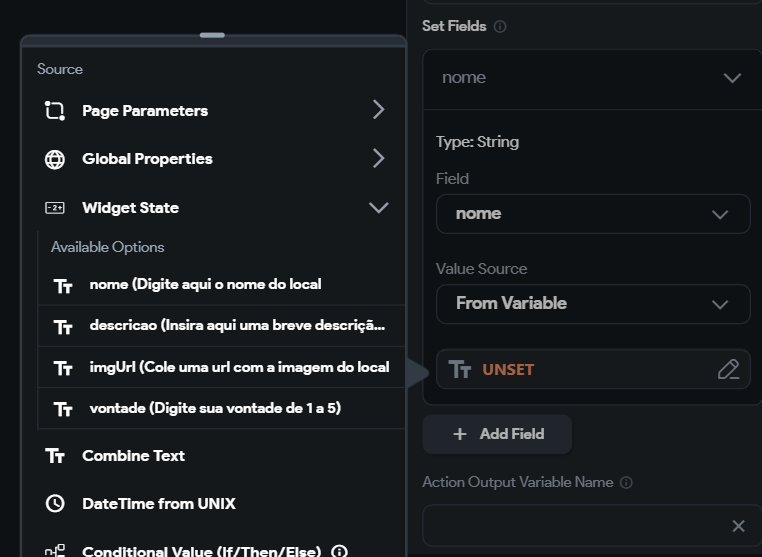 Source
Page Parameters
Global Properties
Widget State
Available Options
nome (Digite aqui o nome do local
descricao (Insira aqui uma breve descriçã...
imgUrl (Cole uma url com a imagem do local
vontade (Digite sua vontade de 1 a 5)
Combine Text
DateTime from UNIX
Conditional Value (If/Then/Else)
Set Fields
nome
Type: String
Field
nome
Value Source
From Variable
UNSET
+ Add Field
Action Output Variable Name